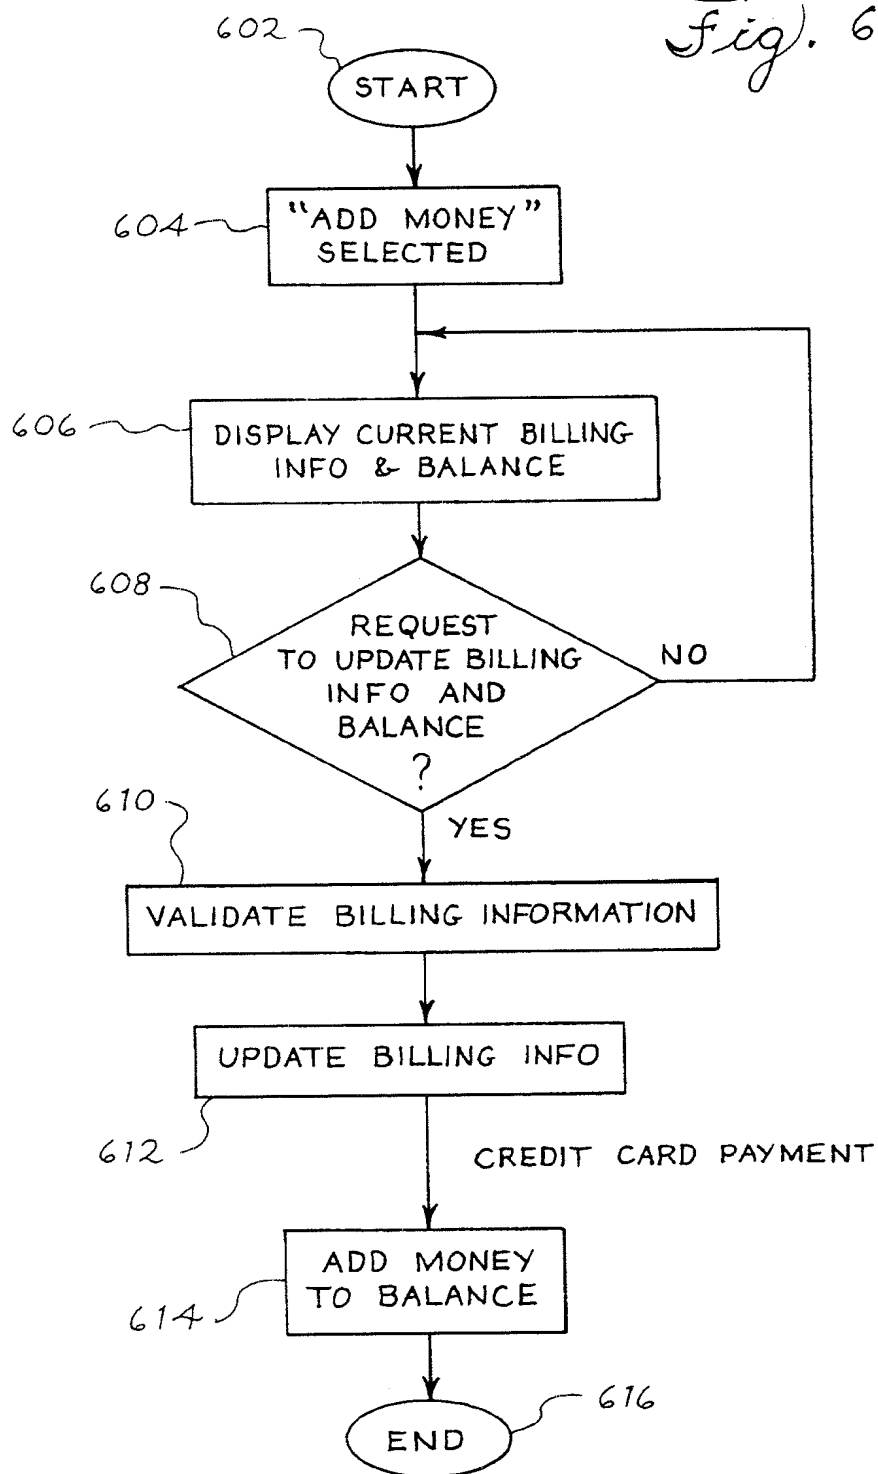 Fig. 6
602
START
604
"ADD MONEY"
SELECTED
606
DISPLAY CURRENT BILLING
INFO & BALANCE
608
REQUEST
TO UPDATE BILLING
INFO AND
BALANCE
?
NO
610
YES
VALIDATE BILLING INFORMATION
UPDATE BILLING INFO
612
CREDIT CARD PAYMENT
ADD MONEY
TO BALANCE
614
616
END